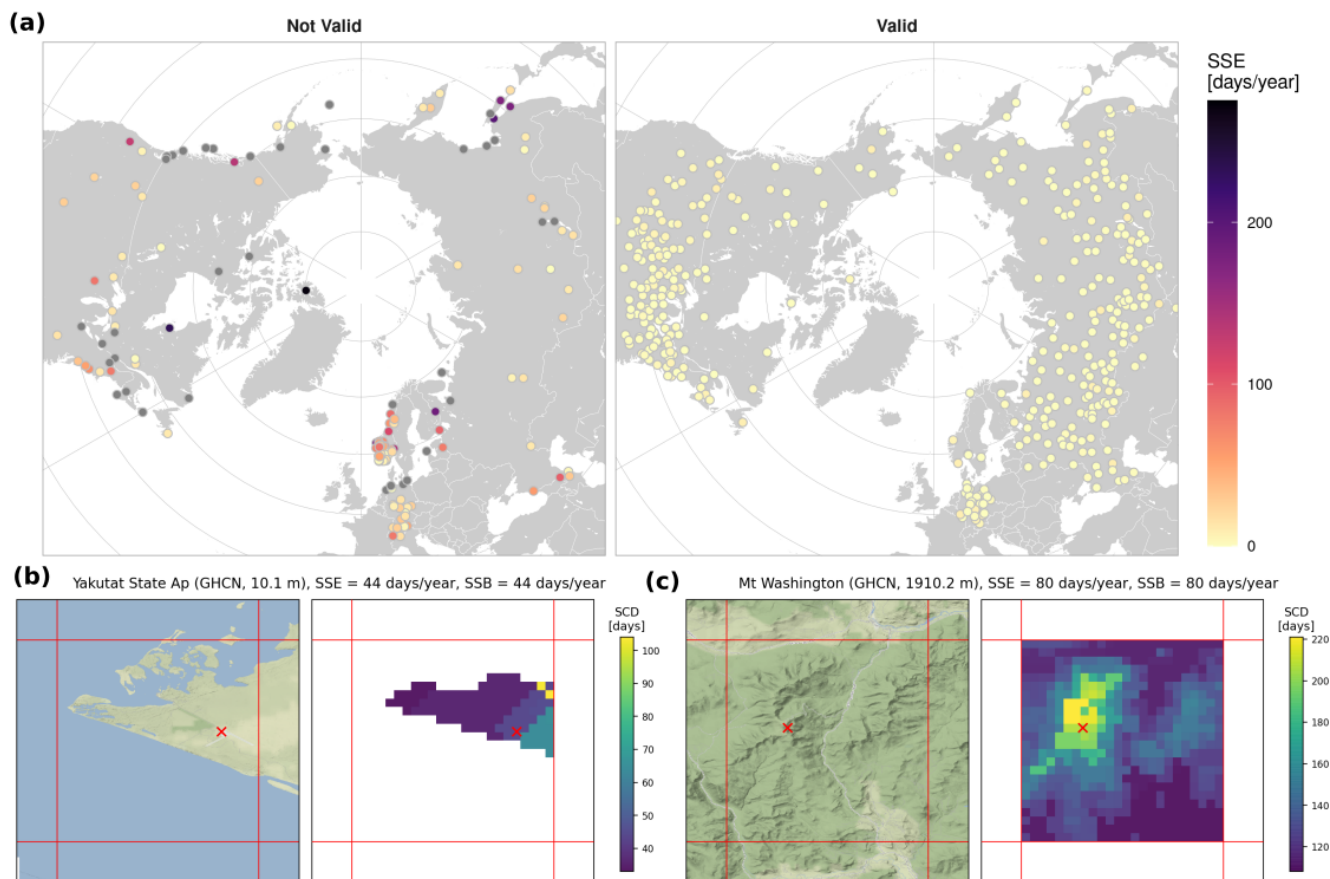 (a)
Not Valid
Valid
SSE
[days/year]
200
100
0
(b)
Yakutat State Ap (GHCN, 10.1 m), SSE = 44 days/year, SSB = 44 days/year
SCD
[days]
100
90
80
70
60
50
40
(c)
Mt Washington (GHCN, 1910.2 m), SSE = 80 days/year, SSB = 80 days/year
SCD
[days]
220
200
180
160
140
120